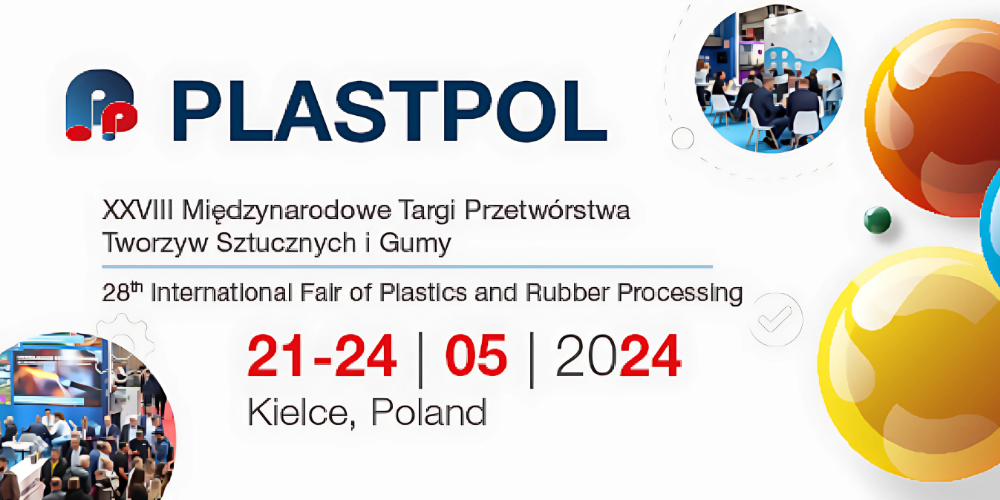 PLASTPOL
XXVIII Międzynarodowe Targi Przetwórstwa
Tworzyw Sztucznych i Gumy
28th International Fair of Plastics and Rubber Processing
21-24 | 05 | 2024
Kielce, Poland